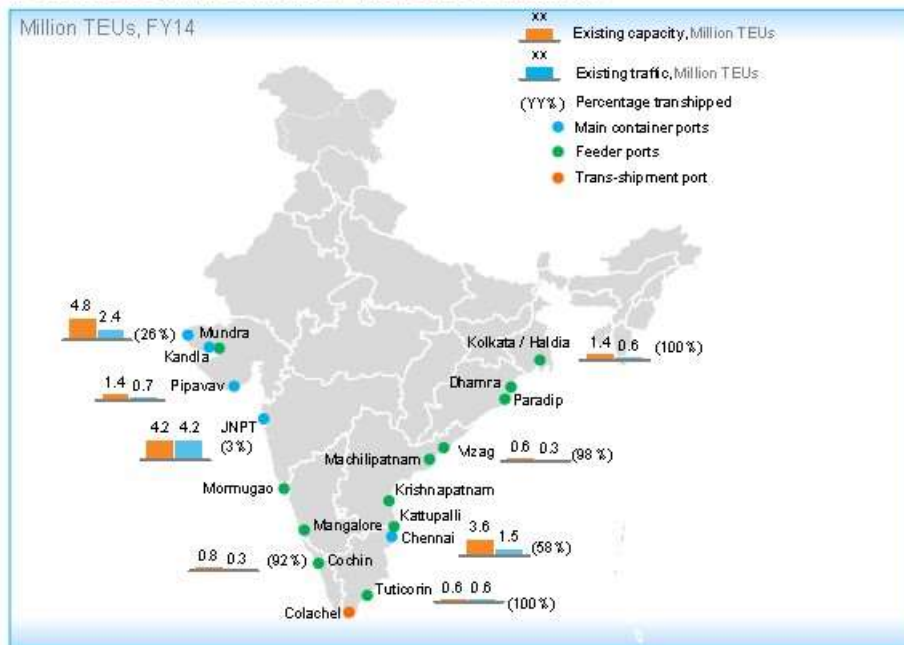 Million TEUs, FY14
xx
Existing capacity, Million TEUs
xx
Existing traffic, Million TEUs
(YY%) Percentage transhipped
Main container ports
Feeder ports
Trans-shipment port
4.8 2.4 (26%) Mundra
Kandla
1.4 0.7 Pipavav
4.2 4.2 JNPT
(3%)
Kolkata / Haldia 1.4 0.6 (100%)
Dhamra
Paradip
Vizag 0.6 0.3 (98%)
Machilipatnam
Mormugao
Krishnapatnam
Kattupalli
Mangalore
Chennai 3.6 1.5 (58%)
0.8 0.3 (92%) Cochin
Tuticorin 0.6 0.6 (100%)
Colachel